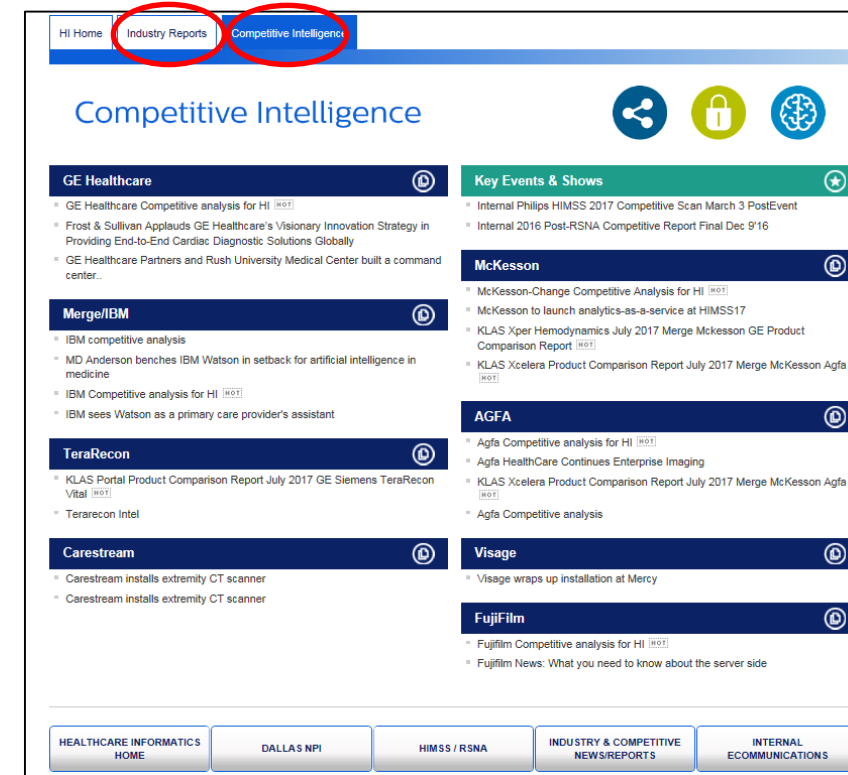 HI Home
Industry Reports
Competitive Intelligence
Competitive Intelligence
GE Healthcare
GE Healthcare Competitive analysis for HI HOT
Frost & Sullivan Applauds GE Healthcare's Visionary Innovation Strategy in
Providing End-to-End Cardiac Diagnostic Solutions Globally
GE Healthcare Partners and Rush University Medical Center built a command
center..
Merge/IBM
IBM competitive analysis
MD Anderson benches IBM Watson in setback for artificial intelligence in
medicine
IBM Competitive analysis for HI HOT
IBM sees Watson as a primary care provider's assistant
TeraRecon
KLAS Portal Product Comparison Report July 2017 GE Siemens TeraRecon
Vital HOT
Terarecon Intel
Carestream
Carestream installs extremity CT scanner
Carestream installs extremity CT scanner
Key Events & Shows
Internal Philips HIMSS 2017 Competitive Scan March 3 PostEvent
Internal 2016 Post-RSNA Competitive Report Final Dec 9'16
McKesson
McKesson-Change Competitive Analysis for HI HOT
McKesson to launch analytics-as-a-service at HIMSS17
KLAS Xper Hemodynamics July 2017 Merge Mckesson GE Product
Comparison Report HOT
KLAS Xcelera Product Comparison Report July 2017 Merge McKesson Agfa
HOT
AGFA
Agfa Competitive analysis for HI HOT
Agfa HealthCare Continues Enterprise Imaging
KLAS Xcelera Product Comparison Report July 2017 Merge McKesson Agfa
HOT
Agfa Competitive analysis
Visage
Visage wraps up installation at Mercy
FujiFilm
Fujifilm Competitive analysis for HI HOT
Fujifilm News: What you need to know about the server side
HEALTHCARE INFORMATICS
HOME
DALLAS NPI
HIMSS / RSNA
INDUSTRY & COMPETITIVE
NEWS/REPORTS
INTERNAL
ECOMMUNICATIONS